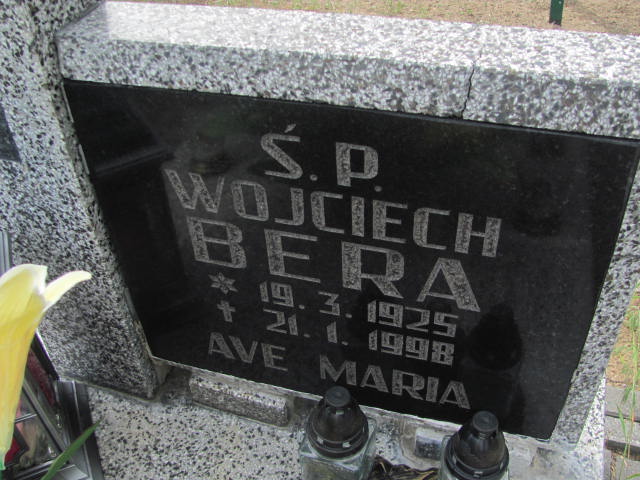 Ś. P.
WOJCIECH
BERA
* 19. 3. 1925
✝ 21. 1. 1998
AVE MARIA